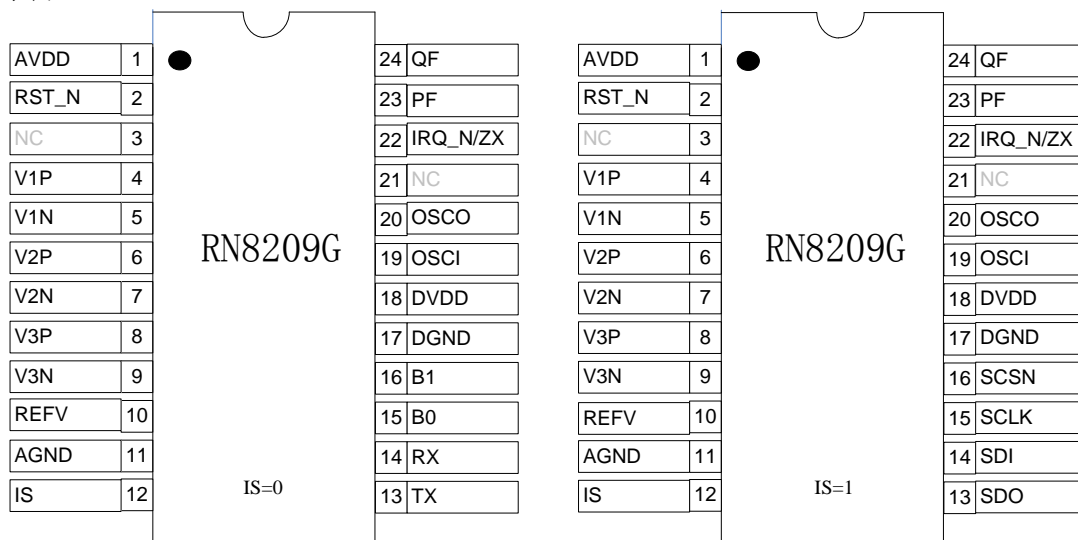 AVDD 1 24 QF AVDD 1 24 QF
RST_N 2 23 PF RST_N 2 23 PF
NC 3 22 IRQ_N/ZX NC 3 22 IRQ_N/ZX
V1P 4 21 NC V1P 4 21 NC
V1N 5 20 OSCO V1N 5 20 OSCO
V2P 6 RN8209G 19 OSCI V2P 6 RN8209G 19 OSCI
V2N 7 18 DVDD V2N 7 18 DVDD
V3P 8 17 DGND V3P 8 17 DGND
V3N 9 16 B1 V3N 9 16 SCSN
REFV 10 15 B0 REFV 10 15 SCLK
AGND 11 14 RX AGND 11 14 SDI
IS 12 IS=0 13 TX IS 12 IS=1 13 SDO